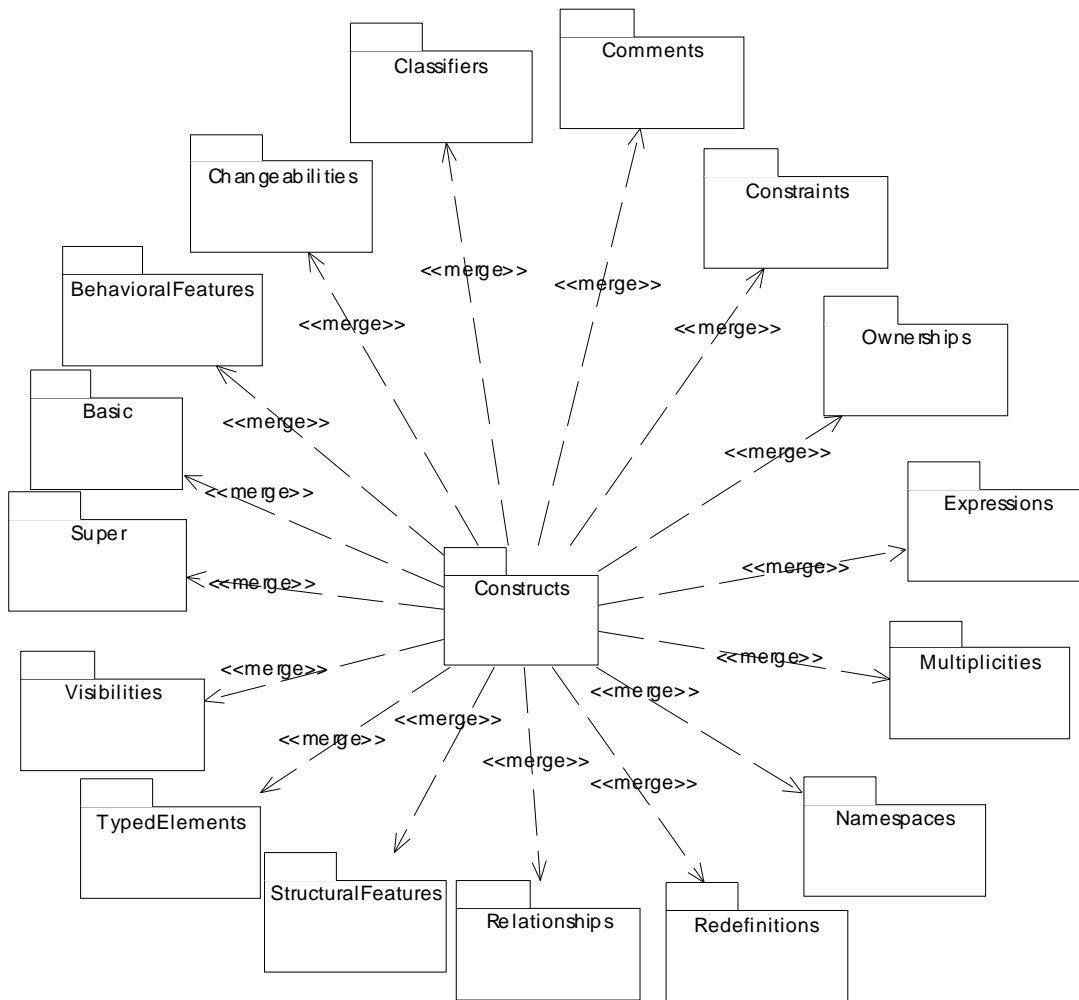 Comments
Classifiers
Changeabilities
Constraints
<<merge>>
<<merge>>
<<merge>>
BehavioralFeatures
<<merge>>
<<merge>>
Ownerships
Basic
<<merge>>
<<merge>>
<<merge>>
Expressions
Super
<<merge>>
<<merge>>
Constructs
<<merge>>
<<merge>>
Multiplicities
Visibilities
<<merge>>
<<merge>>
<<merge>>
<<merge>>
<<merge>>
TypedElements
Namespaces
StructuralFeatures
Relationships
Redefinitions